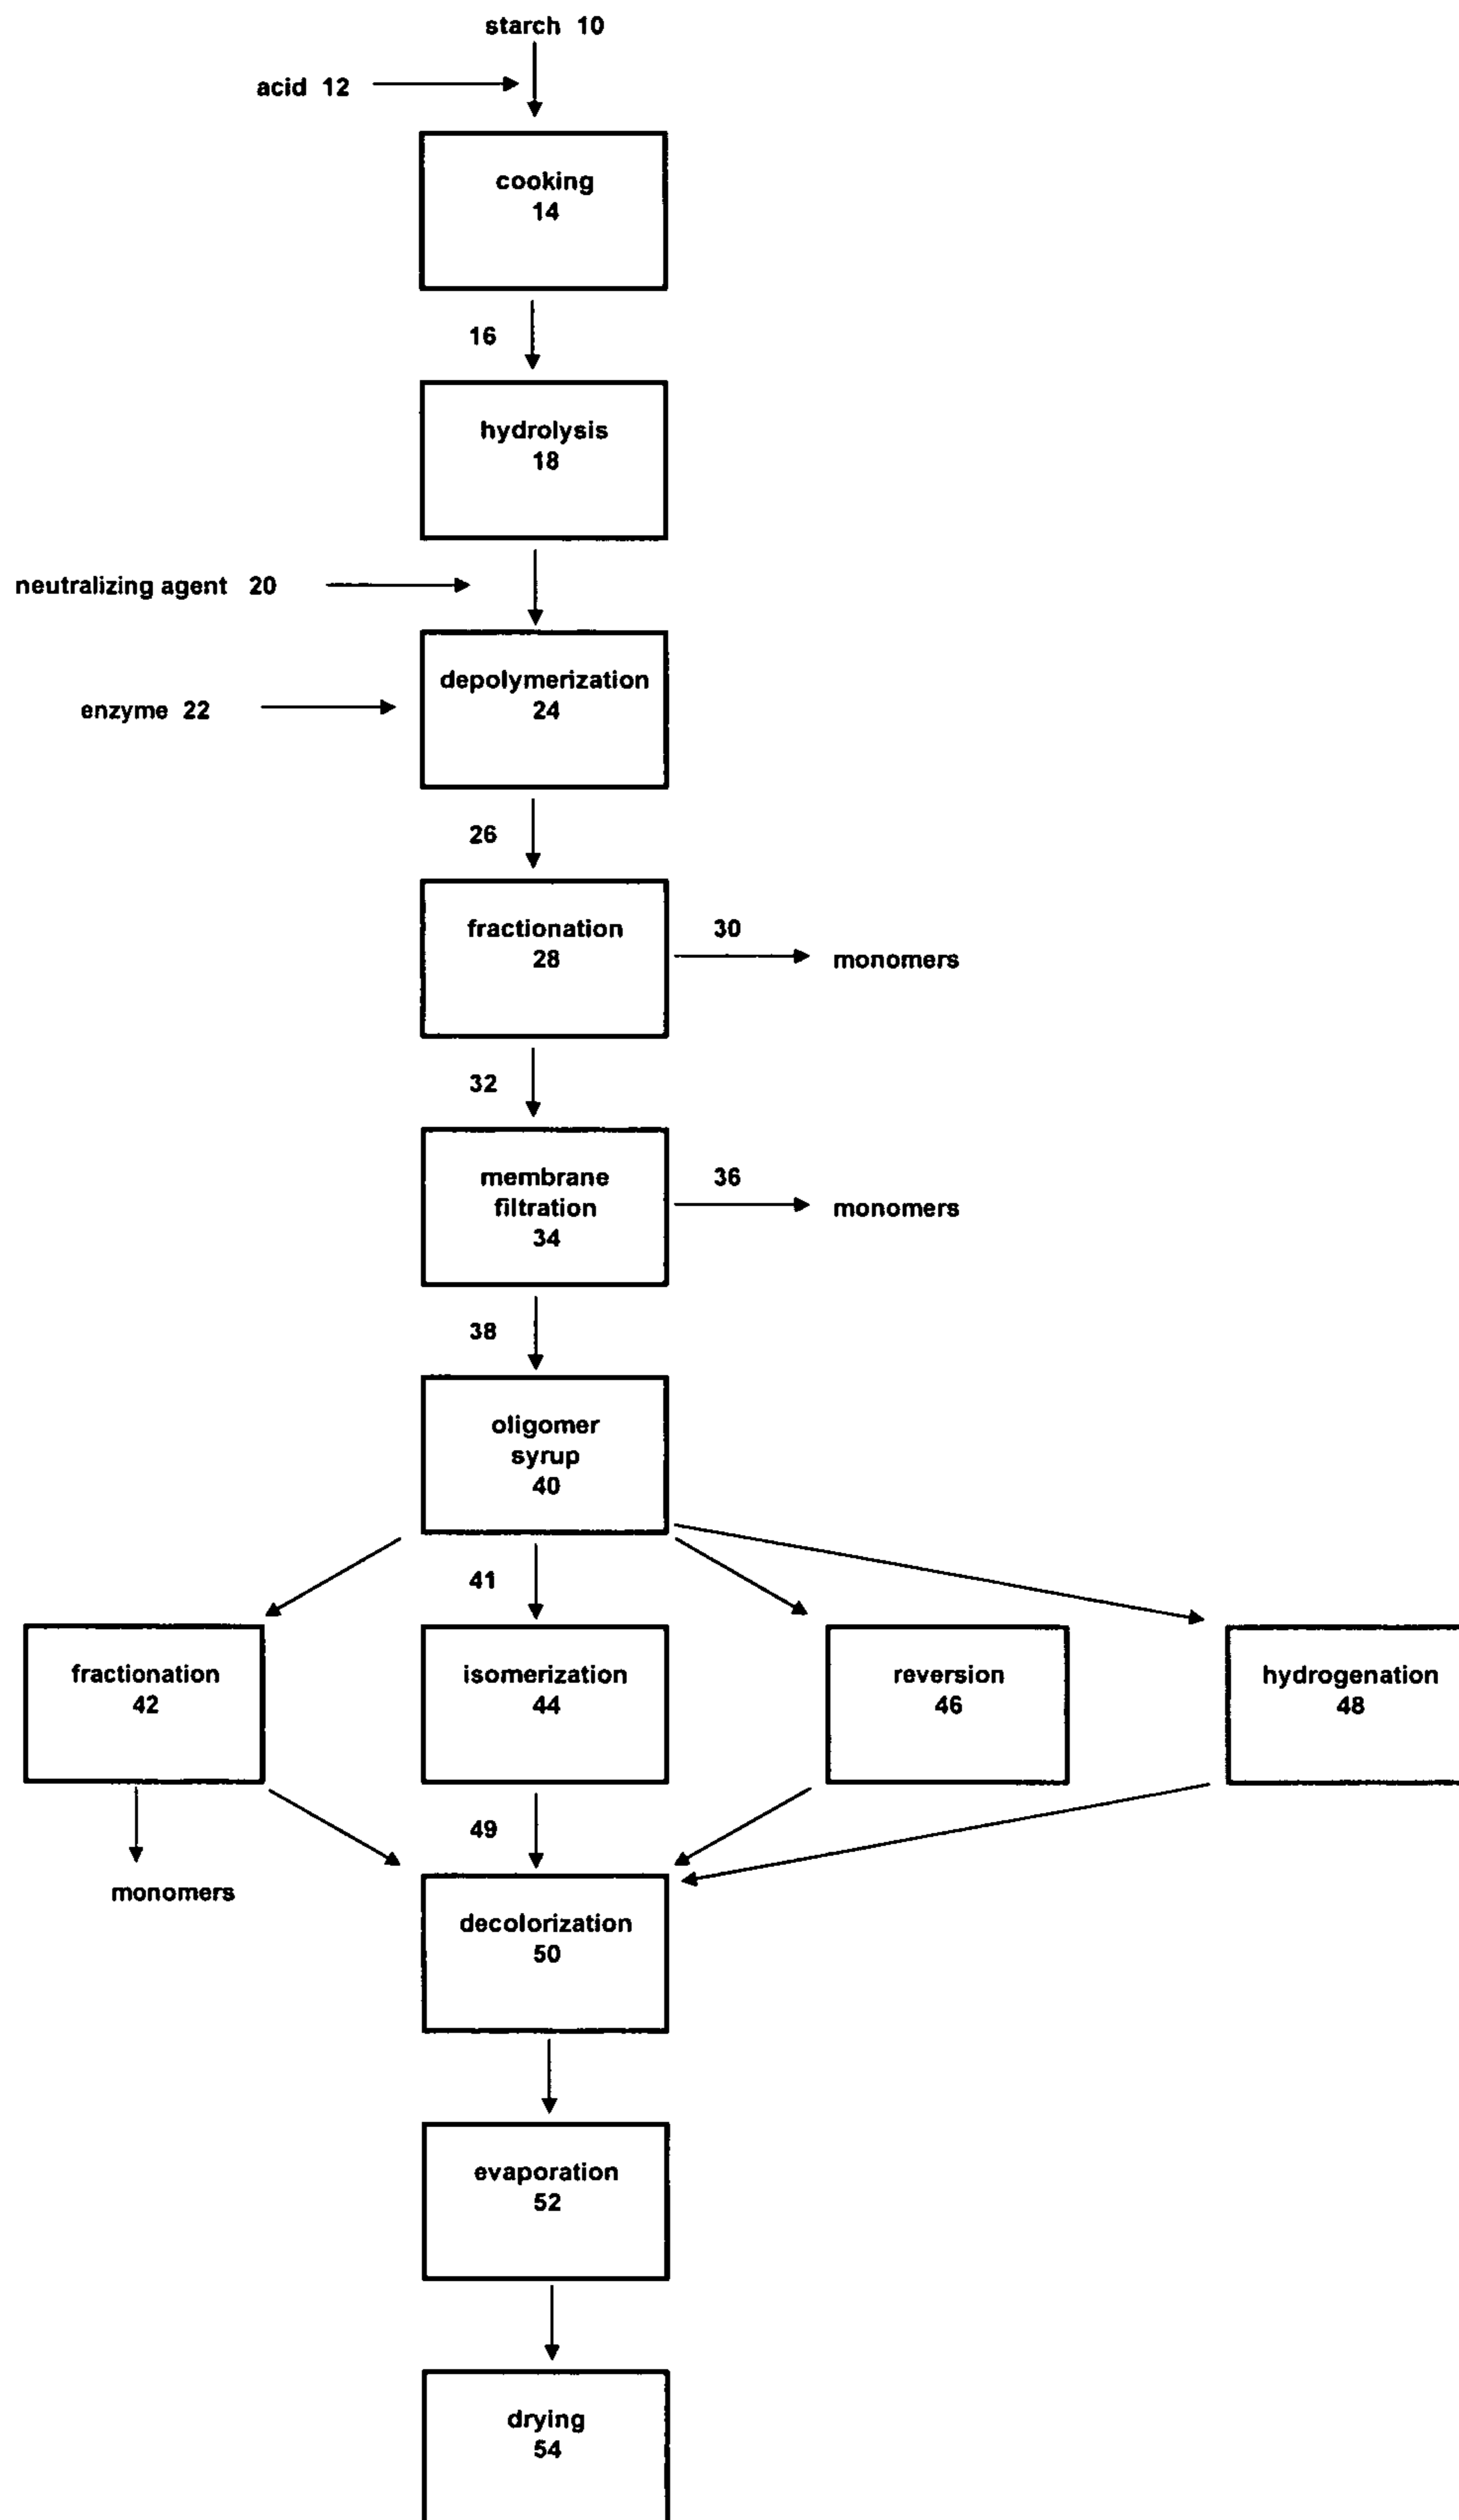 starch 10
acid 12
cooking
14
16
hydrolysis
18
neutralizing agent 20
depolymerization
24
enzyme 22
26
fractionation
28
30
monomers
32
membrane
filtration
34
36
monomers
38
oligomer
syrup
40
41
fractionation
42
isomerization
44
reversion
46
hydrogenation
48
49
monomers
decolorization
50
evaporation
52
drying
54